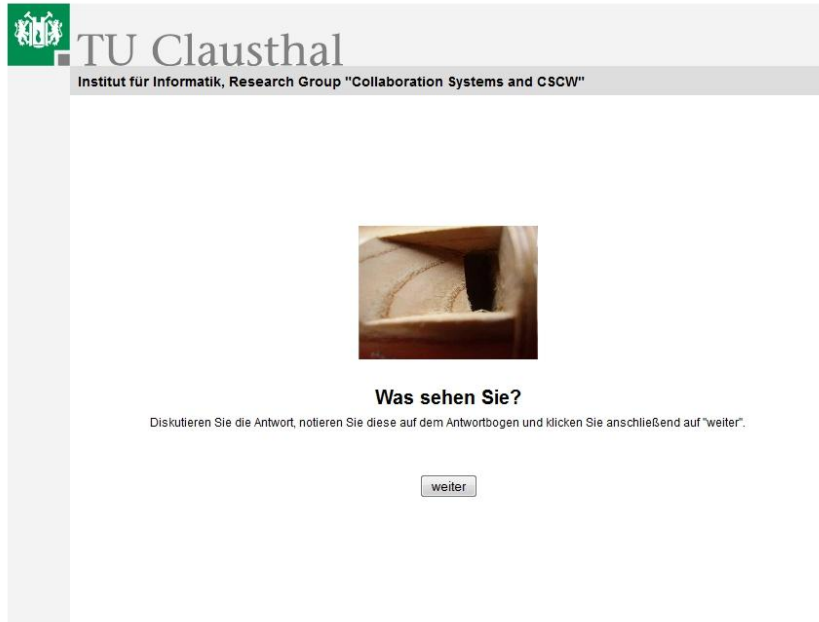 TU Clausthal
Institut für Informatik, Research Group "Collaboration Systems and CSCW"
Was sehen Sie?
Diskutieren Sie die Antwort, notieren Sie diese auf dem Antwortbogen und klicken Sie anschließend auf "weiter".
weiter